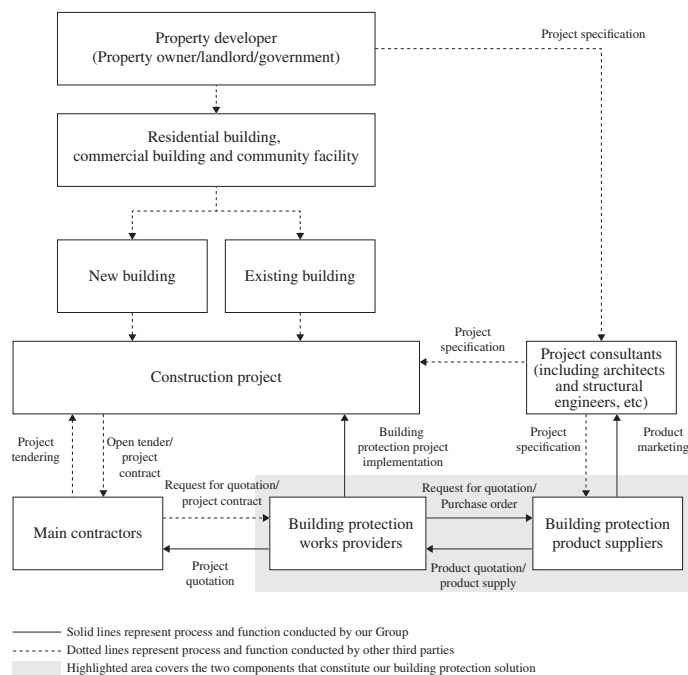 Property developer
(Property owner/landlord/government)
Project specification
Residential building,
commercial building and community facility
New building
Existing building
Construction project
Project
specification
Project consultants
(including architects
and structural
engineers, etc)
Project
tendering
Open tender/
project
contract
Building
protection project
implementation
Project
specification
Product
marketing
Request for quotation/
project contract
Request for quotation/
Purchase order
Main contractors
Building protection
works providers
Building protection
product suppliers
Project
quotation
Product quotation/
product supply
Solid lines represent process and function conducted by our Group
Dotted lines represent process and function conducted by other third parties
Highlighted area covers the two components that constitute our building protection solution